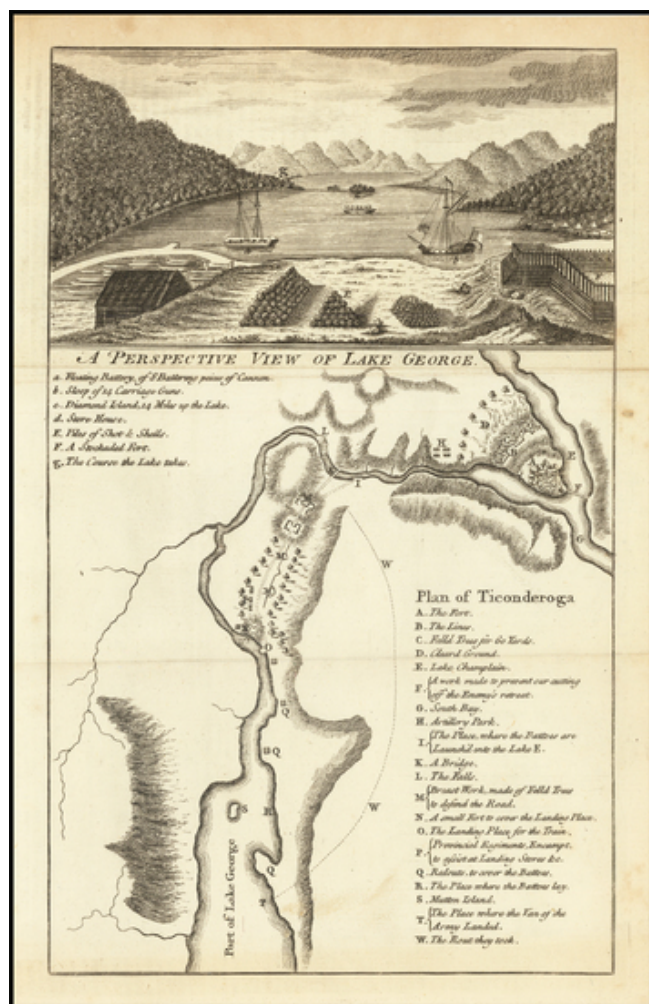 A PERSPECTIVE VIEW OF LAKE GEORGE.
a. Floating Battery, of 8 Battering peices of Cannon.
b. Sloop of 24 Carriage Guns.
c. Diamond Island, 14 Miles up the Lake.
d. Store House.
E. Piles of Shot & Shells.
F. A Stockaded Fort.
g. The Course the Lake takes.
L
H
D
I
E
F
G
W
M
O
Q
Q
S
R
Q
W
T
Port of Lake George
Plan of Ticonderoga
A. The Fort.
B. The Lines.
C. Felld Trees for 60 Yards.
D. Cleard Ground.
E. Lake Champlain.
F. A work made to prevent our cutting
off the Enemy's retreat.
G. South Bay.
H. Artillery Park.
I. The Place, where the Battoes are
Launch'd into the Lake E.
K. A Bridge.
L. The Falls.
M. Breast Work, made of Felld Trees
to defend the Road.
N. A small Fort to cover the Landing Place.
O. The Landing Place for the Train.
P. Provincial Regiments, Encampt,
to assist at Landing Stores &c.
Q. Redouts, to cover the Battoes.
R. The Place where the Battoes lay.
S. Mutton Island.
T. The Place where the Van of the
Army Landed.
W. The Rout they took.